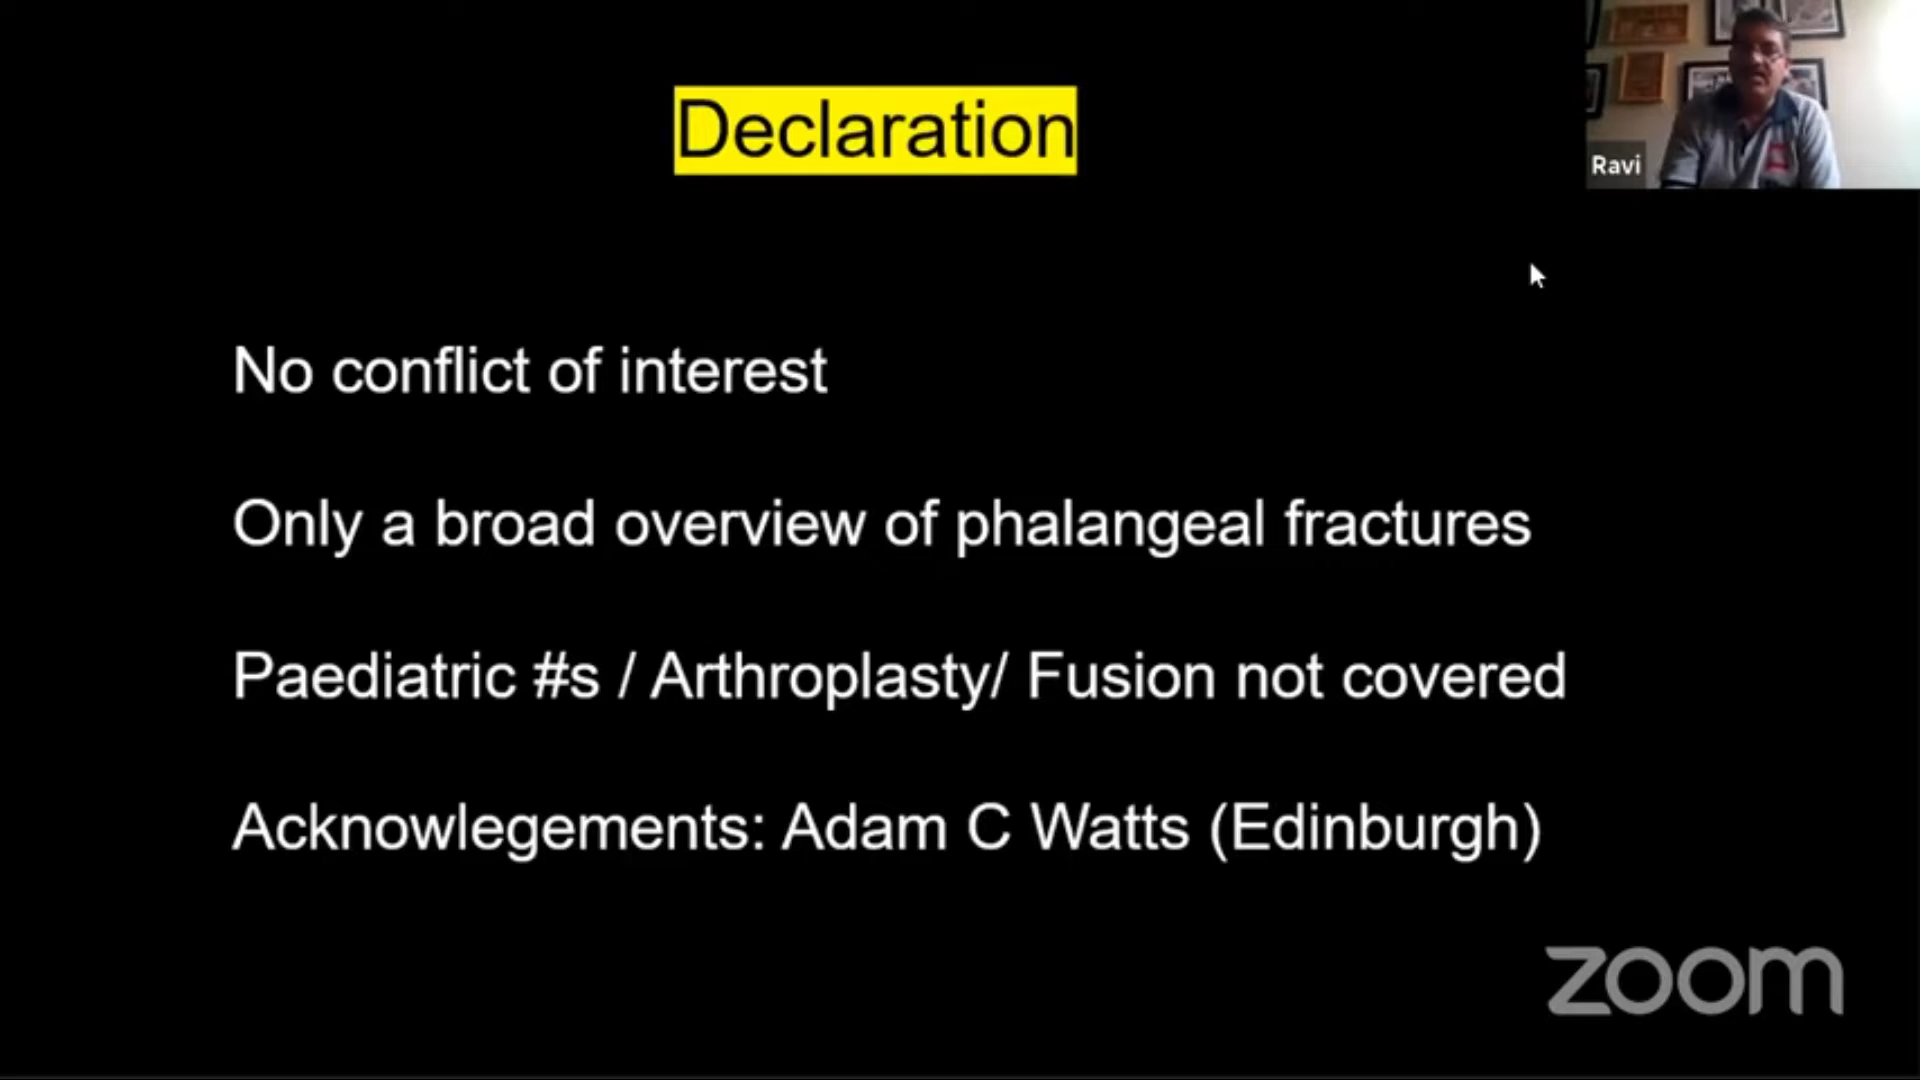 Declaration
Ravi
No conflict of interest
Only a broad overview of phalangeal fractures
Paediatric #s / Arthroplasty/ Fusion not covered
Acknowlegements: Adam C Watts (Edinburgh)
zoom